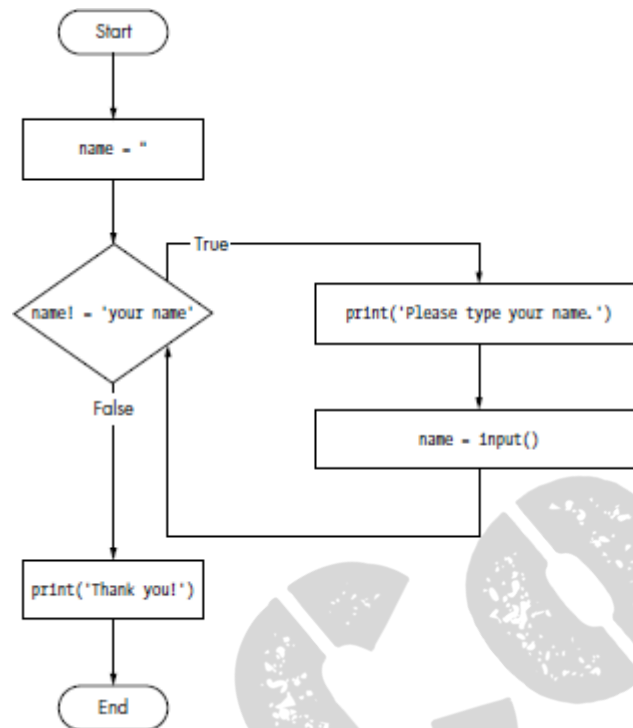 Start
name = "
True
name! = 'your name'
print('Please type your name.')
False
name = input()
print('Thank you!')
End